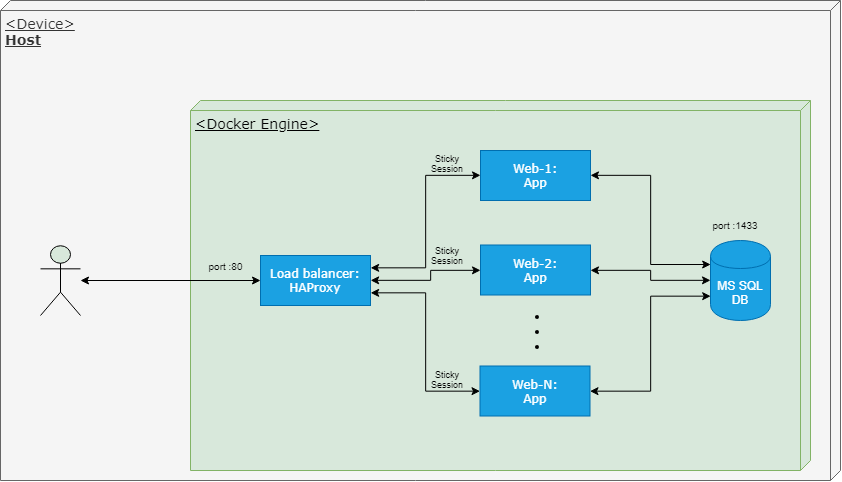 <Device>
Host
<Docker Engine>
Sticky
Session
Web-1:
App
port :1433
port :80
Load balancer:
HAProxy
Sticky
Session
Web-2:
App
MS SQL
DB
Sticky
Session
Web-N:
App